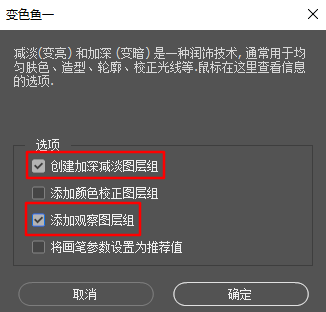 变色鱼一
减淡(变亮) 和加深 (变暗) 是一种润饰技术, 通常用于均
匀肤色、造型、轮廓、校正光线等.鼠标在这里查看信息
的选项.
选项
创建加深减淡图层组
添加颜色校正图层组
添加观察图层组
将画笔参数设置为推荐值
取消
确定